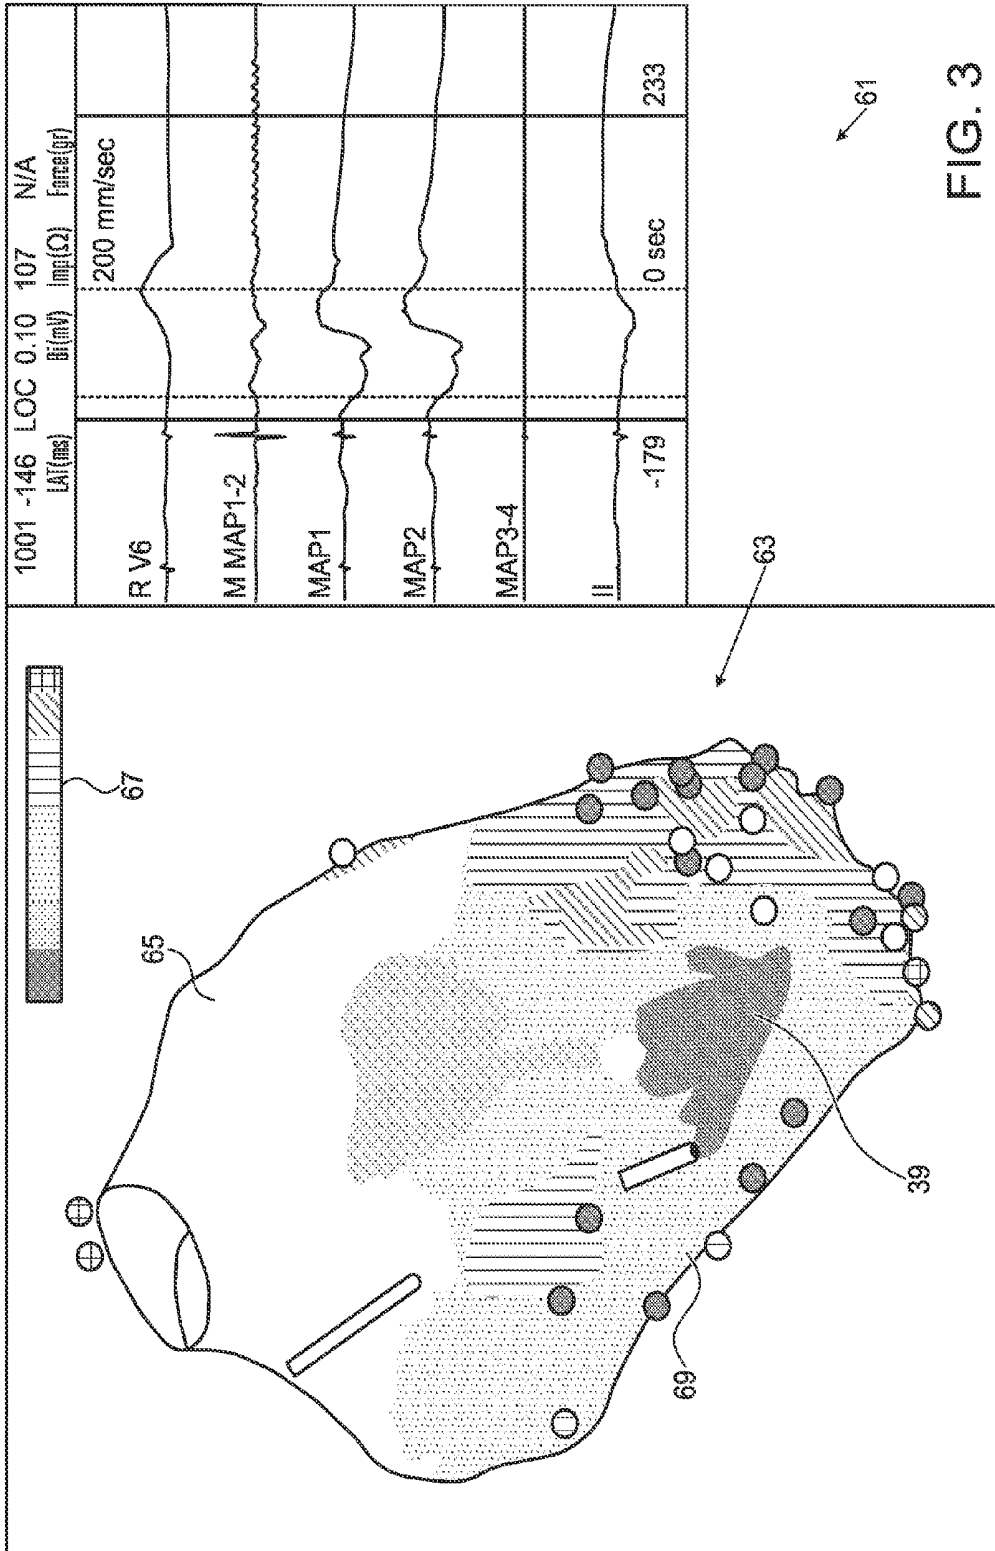 1001 -146 LOC 0.10 107 N/A
LAT(ms) Bi(mV) Imp(Ω) Force(gr)
200 mm/sec
R V6
M MAP1-2
MAP1
MAP2
MAP3-4
II
-179 0 sec 233
61
FIG. 3
67
65
63
39
69